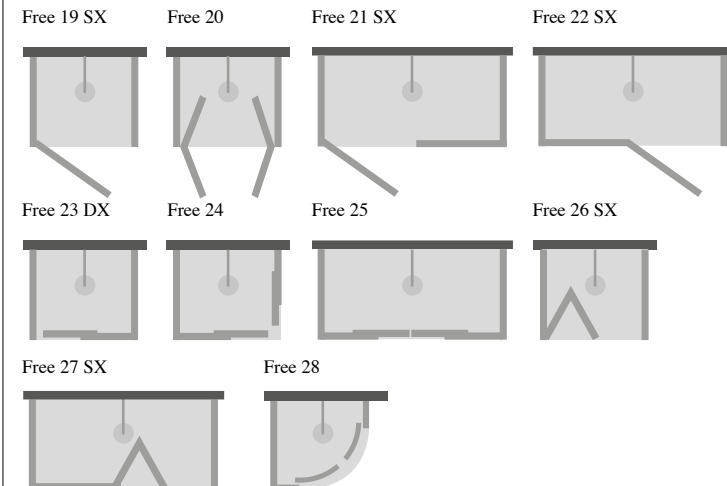 Free 19 SX
Free 20
Free 21 SX
Free 22 SX
Free 23 DX
Free 24
Free 25
Free 26 SX
Free 27 SX
Free 28